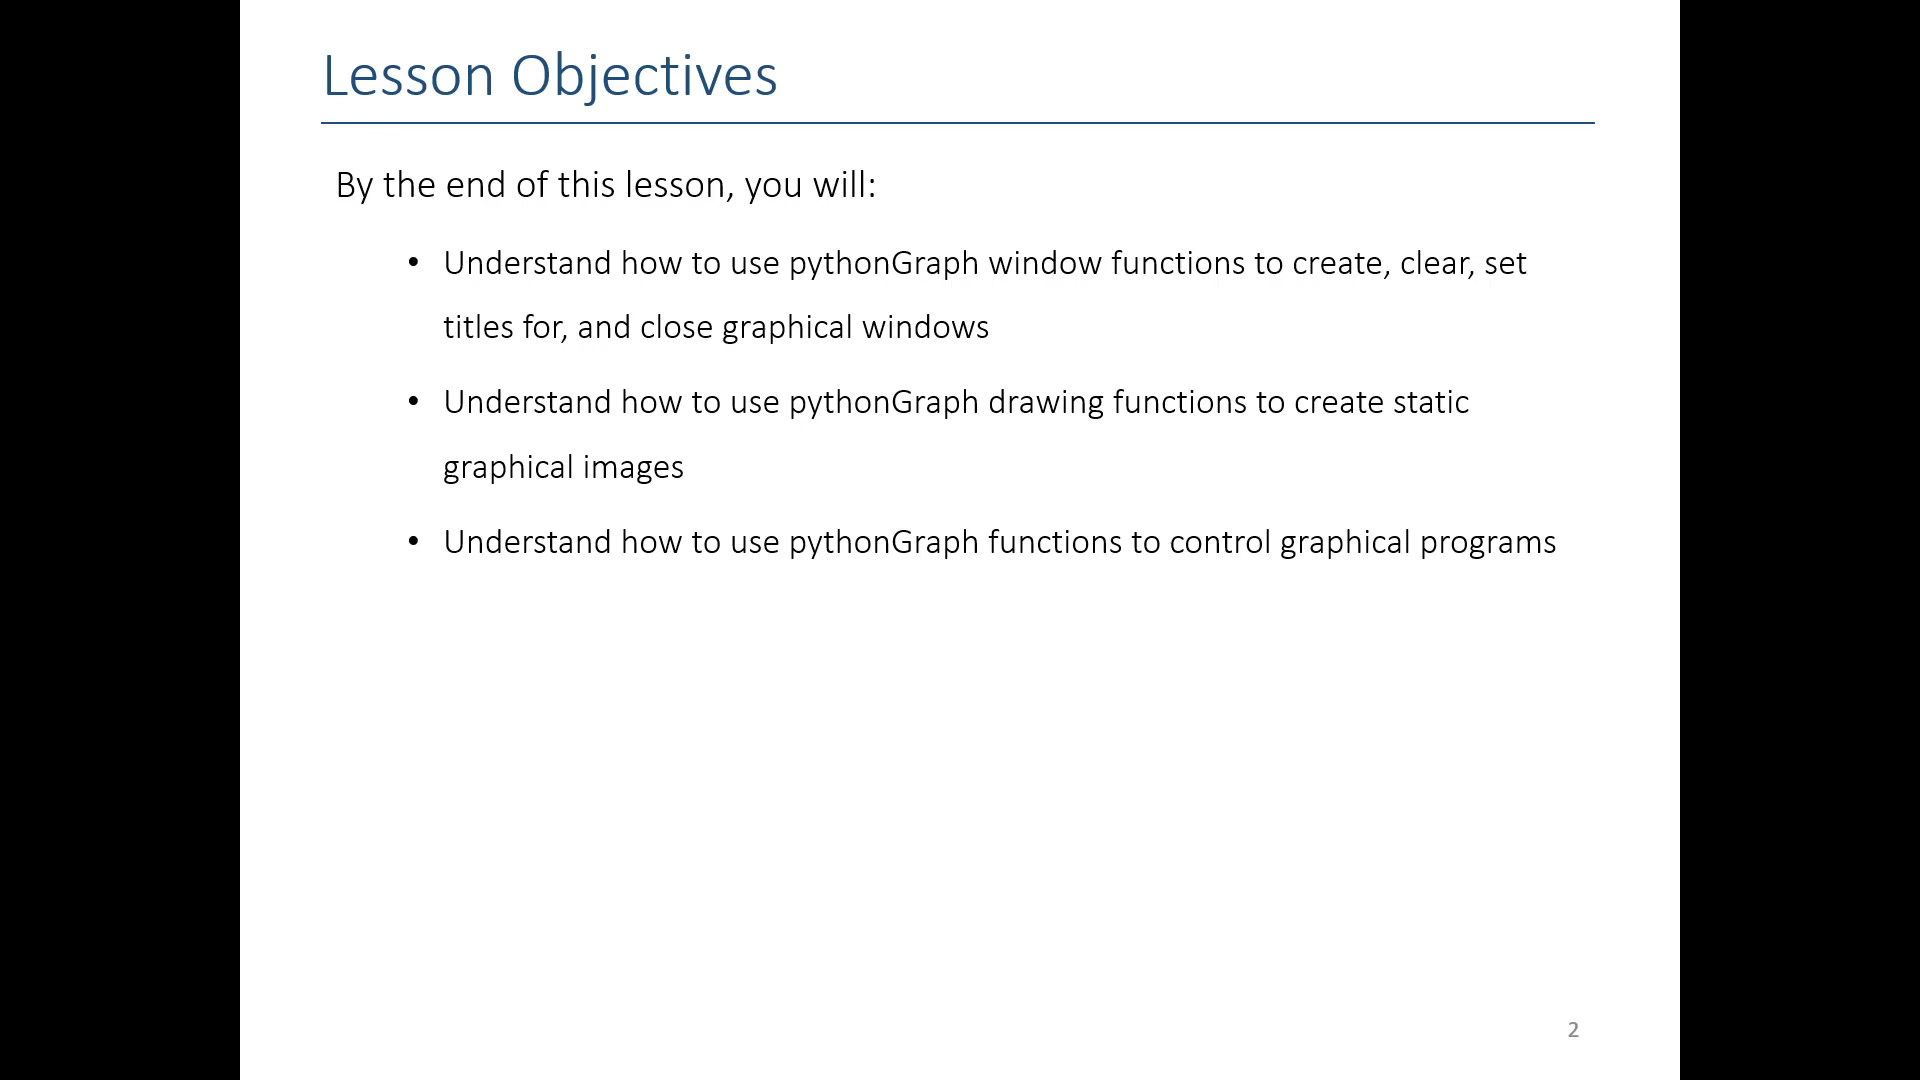 Lesson Objectives
By the end of this lesson, you will:
• Understand how to use pythonGraph window functions to create, clear, set
titles for, and close graphical windows
• Understand how to use pythonGraph drawing functions to create static
graphical images
• Understand how to use pythonGraph functions to control graphical programs
2